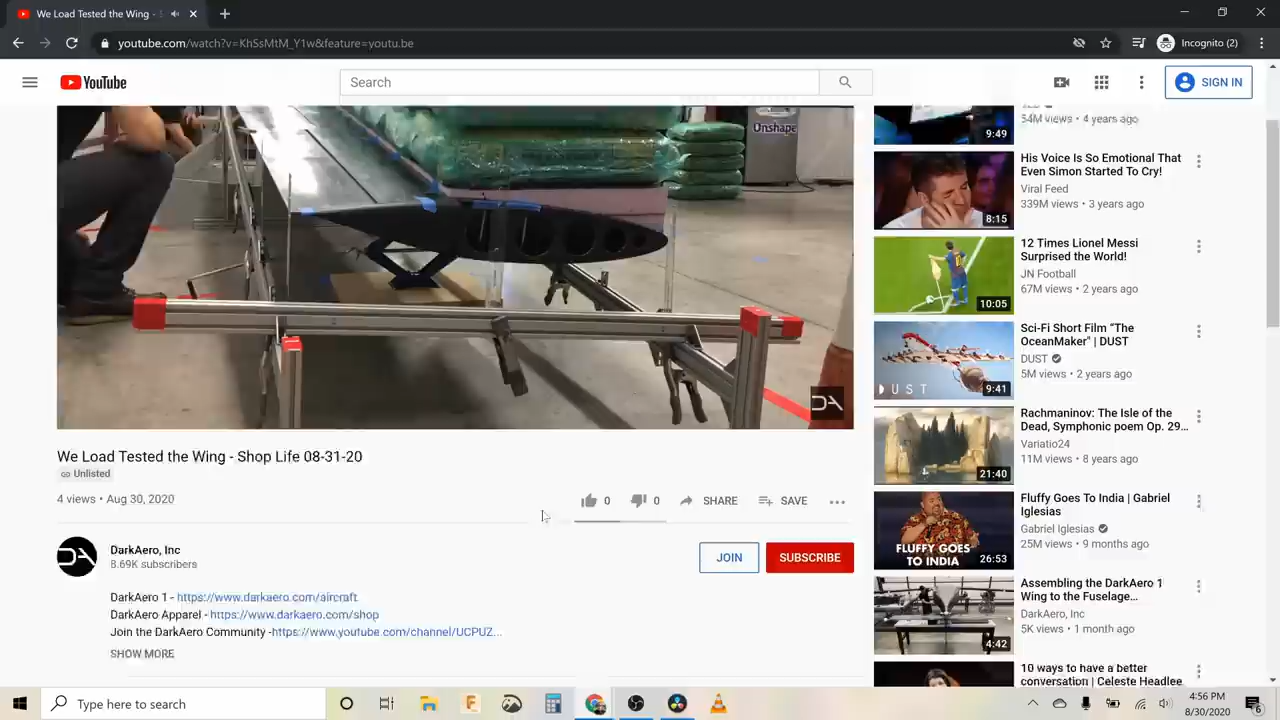 We Load Tested the Wing - S
youtube.com/watch?v=KhSsMtM_Y1w&feature=youtu.be
Incognito (2)
YouTube
Search
SIGN IN
Onshape
DA
We Load Tested the Wing - Shop Life 08-31-20
Unlisted
4 views • Aug 30, 2020
0
0
SHARE
SAVE
DA
DarkAero, Inc
8.69K subscribers
JOIN
SUBSCRIBE
DarkAero 1 - https://www.darkaero.com/aircraft
DarkAero Apparel - https://www.darkaero.com/shop
Join the DarkAero Community -https://www.youtube.com/channel/UCPUZ...
SHOW MORE
54M views • 4 years ago
9:49
His Voice Is So Emotional That
Even Simon Started To Cry!
Viral Feed
339M views • 3 years ago
8:15
12 Times Lionel Messi
Surprised the World!
JN Football
67M views • 2 years ago
10:05
Sci-Fi Short Film "The
OceanMaker" | DUST
DUST
5M views • 2 years ago
DUST
9:41
Rachmaninov: The Isle of the
Dead, Symphonic poem Op. 29...
Variatio24
11M views • 8 years ago
21:40
Fluffy Goes To India | Gabriel
Iglesias
Gabriel Iglesias
25M views • 9 months ago
FLUFFY GOES
TO INDIA
26:53
Assembling the DarkAero 1
Wing to the Fuselage...
DarkAero, Inc
5K views • 1 month ago
4:42
10 ways to have a better
conversation | Celeste Headlee
Type here to search
4:56 PM
8/30/2020
6